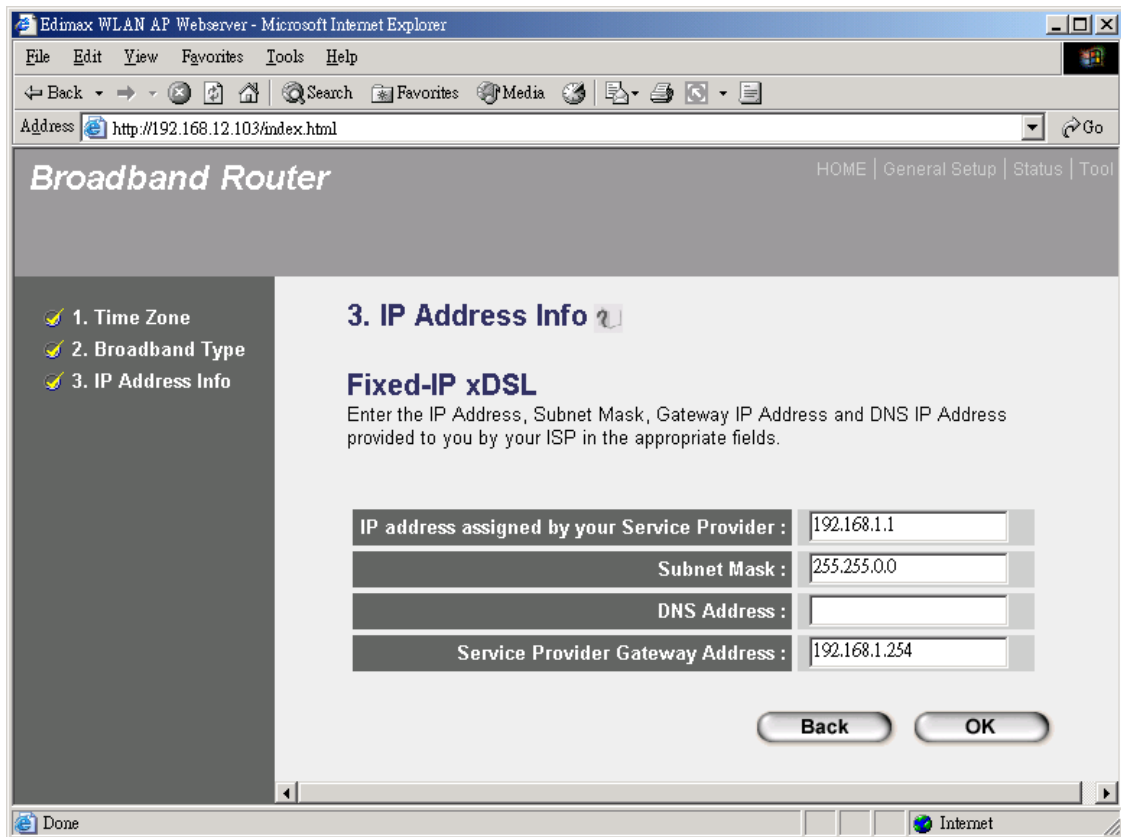 Edimax WLAN AP Webserver - Microsoft Internet Explorer
File Edit View Favorites Tools Help
Back Search Favorites Media
Address http://192.168.12.103/index.html Go
Broadband Router
HOME | General Setup | Status | Tool
1. Time Zone
2. Broadband Type
3. IP Address Info
3. IP Address Info
Fixed-IP xDSL
Enter the IP Address, Subnet Mask, Gateway IP Address and DNS IP Address
provided to you by your ISP in the appropriate fields.
IP address assigned by your Service Provider : 192.168.1.1
Subnet Mask : 255.255.0.0
DNS Address :
Service Provider Gateway Address : 192.168.1.254
Back OK
Done Internet